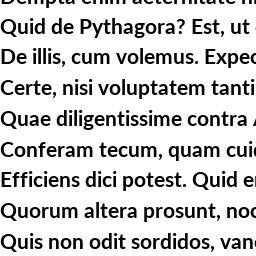 Dempta enim aeternitate n
Quid de Pythagora? Est, ut
De illis, cum volemus. Expec
Certe, nisi voluptatem tanti
Quae diligentissime contra
Conferam tecum, quam cui
Efficiens dici potest. Quid e
Quorum altera prosunt, noc
Quis non odit sordidos, van